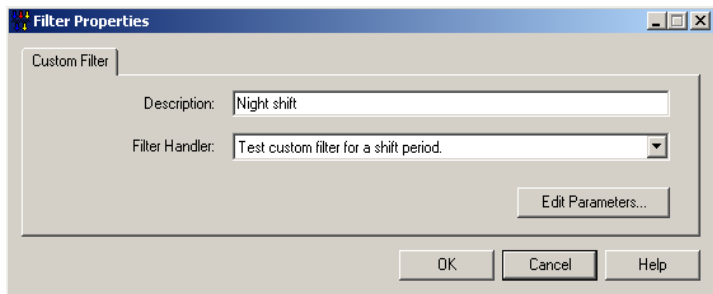 Filter Properties
Custom Filter
Description: Night shift
Filter Handler: Test custom filter for a shift period.
Edit Parameters...
OK Cancel Help